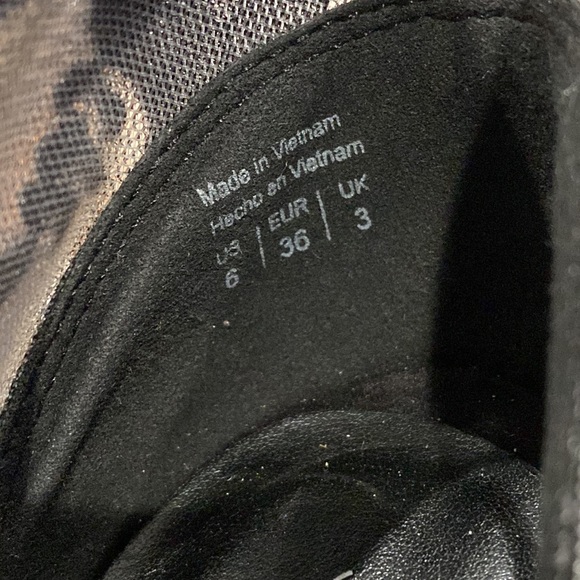 Made in Vietnam
Hecho en Vietnam
US | EUR | UK
6 | 36 | 3